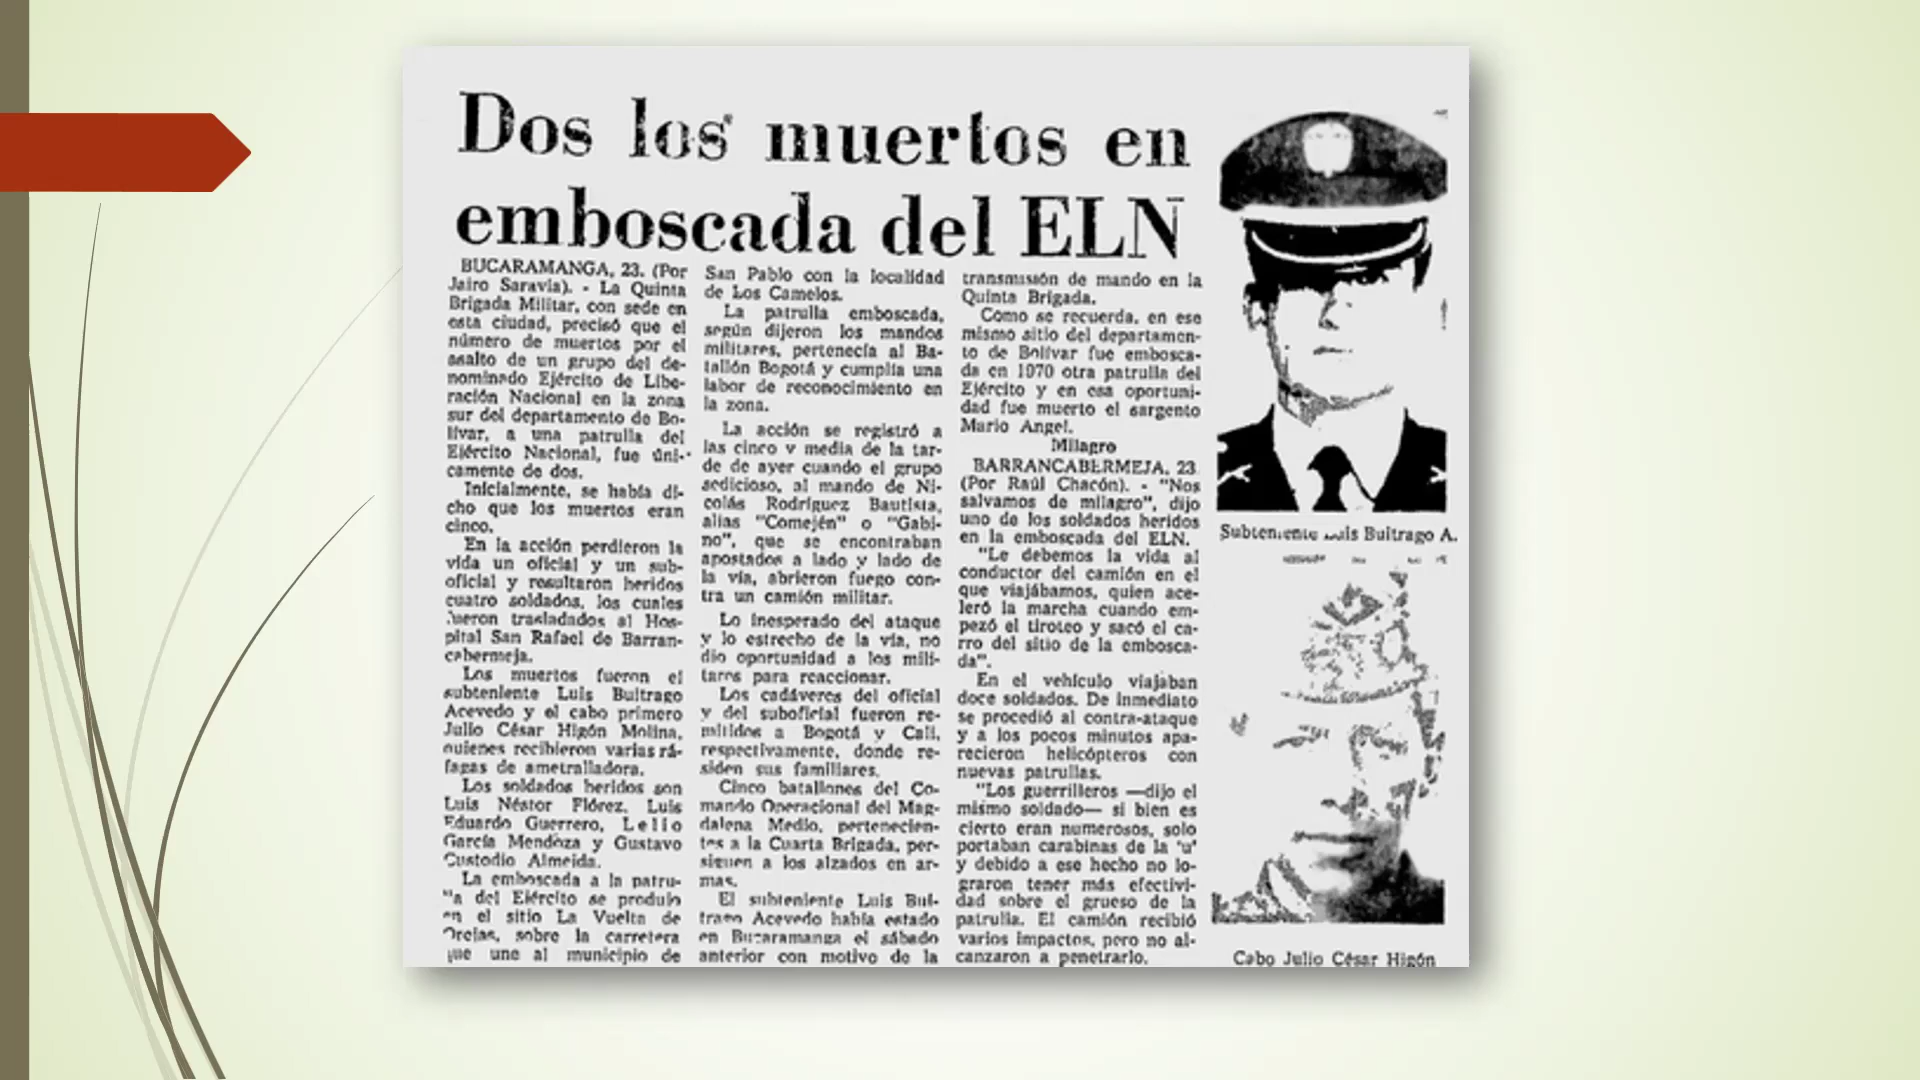 Dos los muertos en
emboscada del ELN
BUCARAMANGA, 23. (Por
Jairo Saravia). - La Quinta
Brigada Militar, con sede en
esta ciudad, precisó que el
número de muertos por el
asalto de un grupo del de-
nominado Ejército de Libe-
ración Nacional en la zona
sur del departamento de Bo-
lívar, a una patrulla del
Ejército Nacional, fue úni-
camente de dos.
Inicialmente, se había di-
cho que los muertos eran
cinco.
En la acción perdieron la
vida un oficial y un sub-
oficial y resultaron heridos
cuatro soldados, los cuales
fueron trasladados al Hos-
pital San Rafael de Barran-
cabermeja.
Los muertos fueron el
subteniente Luis Buitrago
Acevedo y el cabo primero
Julio César Higón Molina,
quienes recibieron varias rá-
fagas de ametralladora.
Los soldados heridos son
Luis Néstor Flórez, Luis
Eduardo Guerrero, Lelio
García Mendoza y Gustavo
Custodio Almeida.
La emboscada a la patru-
lla del Ejército se produjo
en el sitio La Vuelta de
Orejas, sobre la carretera
que une al municipio de
San Pablo con la localidad
de Los Camelos.
La patrulla emboscada,
según dijeron los mandos
militares, pertenecía al Ba-
tallón Bogotá y cumplía una
labor de reconocimiento en
la zona.
La acción se registró a
las cinco y media de la tar-
de de ayer cuando el grupo
sedicioso, al mando de Ni-
colás Rodríguez Bautista,
alias "Comején" o "Gabi-
no", que se encontraban
apostados a lado y lado de
la vía, abrieron fuego con-
tra un camión militar.
Lo inesperado del ataque
y lo estrecho de la vía, no
dio oportunidad a los mili-
tares para reaccionar.
Los cadáveres del oficial
y del suboficial fueron re-
mitidos a Bogotá y Cali,
respectivamente, donde re-
siden sus familiares.
Cinco batallones del Co-
mando Operacional del Mag-
dalena Medio, pertenecien-
tes a la Cuarta Brigada, per-
siguen a los alzados en ar-
mas.
El subteniente Luis Bui-
trago Acevedo había estado
en Bucaramanga el sábado
anterior con motivo de la
transmisión de mando en la
Quinta Brigada.
Como se recuerda, en ese
mismo sitio del departamen-
to de Bolívar fue embosca-
da en 1970 otra patrulla del
Ejército y en esa oportuni-
dad fue muerto el sargento
Mario Angel.
Milagro
BARRANCABERMEJA, 23
(Por Raúl Chacón). - "Nos
salvamos de milagro", dijo
uno de los soldados heridos
en la emboscada del ELN.
"Le debemos la vida al
conductor del camión en el
que viajábamos, quien ace-
leró la marcha cuando em-
pezó el tiroteo y sacó el ca-
rro del sitio de la embosca-
da".
En el vehículo viajaban
doce soldados. De inmediato
se procedió al contra-ataque
y a los pocos minutos apa-
recieron helicópteros con
nuevas patrullas.
"Los guerrilleros —dijo el
mismo soldado— si bien es
cierto eran numerosos, solo
portaban carabinas de la 'u'
y debido a ese hecho no lo-
graron tener más efectivi-
dad sobre el grueso de la
patrulla. El camión recibió
varios impactos, pero no al-
canzaron a penetrarlo.
Subteniente Luis Buitrago A.
Cabo Julio César Higón